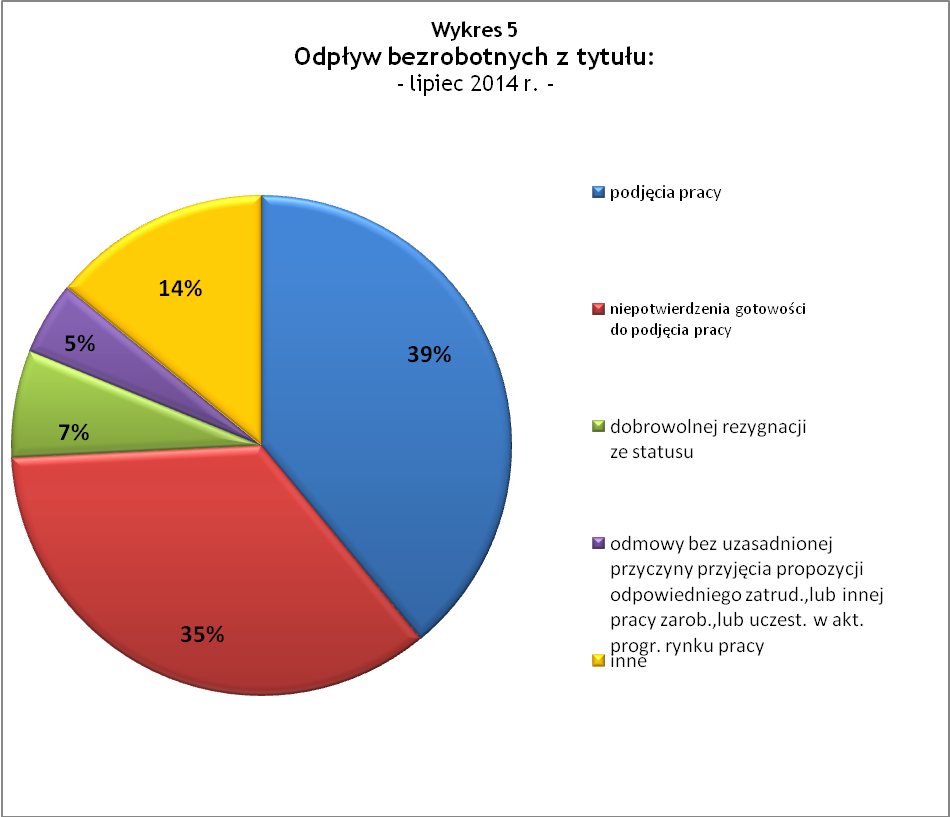 Wykres 5
Odpływ bezrobotnych z tytułu:
- lipiec 2014 r. -
podjęcia pracy
niepotwierdzenia gotowości
do podjęcia pracy
dobrowolnej rezygnacji
ze statusu
odmowy bez uzasadnionej
przyczyny przyjęcia propozycji
odpowiedniego zatrud.,lub innej
pracy zarob.,lub uczest. w akt.
progr. rynku pracy
inne
14%
5%
39%
7%
35%